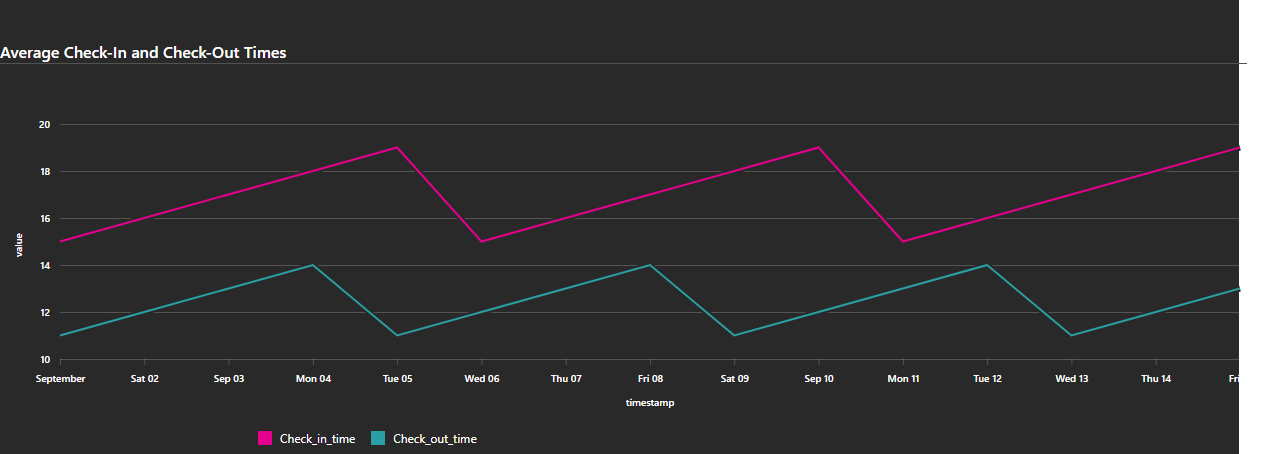 Average Check-In and Check-Out Times
20
18
16
14
12
10
value
September Sat 02 Sep 03 Mon 04 Tue 05 Wed 06 Thu 07 Fri 08 Sat 09 Sep 10 Mon 11 Tue 12 Wed 13 Thu 14 Fri
timestamp
Check_in_time Check_out_time